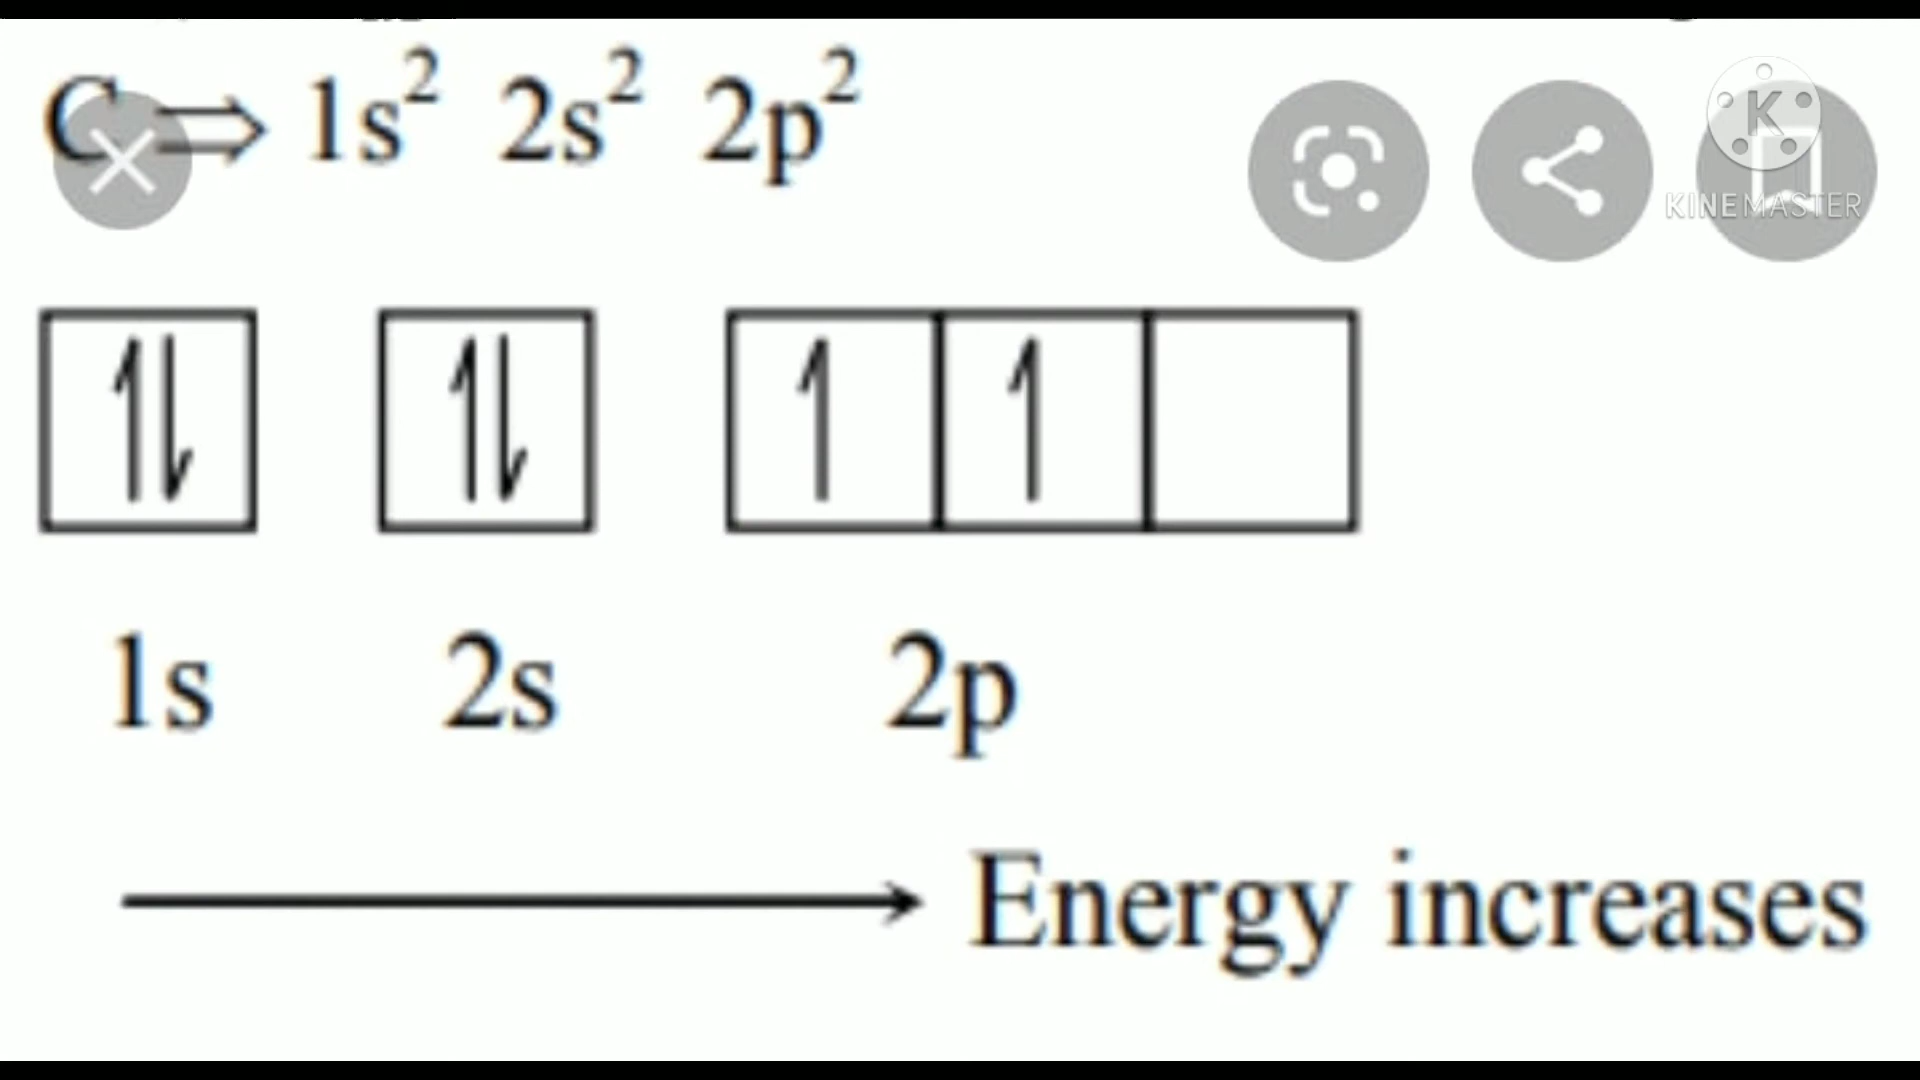 C ⇒ 1s² 2s² 2p²
K
KINEMASTER
1s 2s 2p
Energy increases